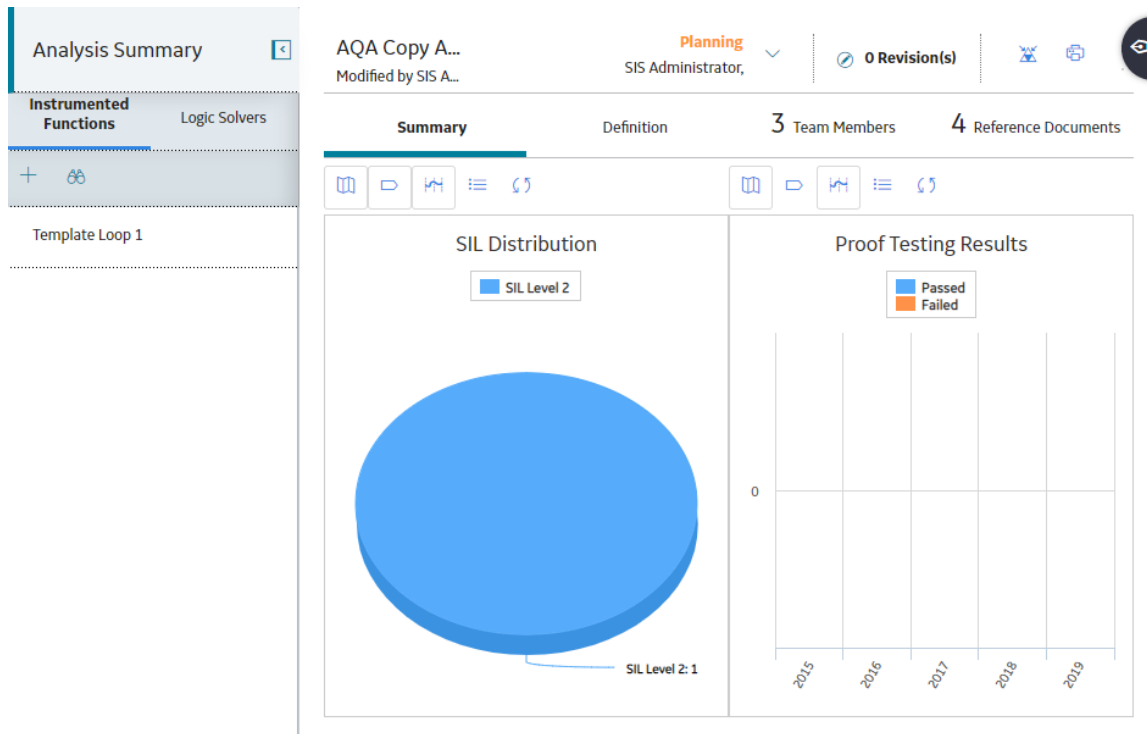 Analysis Summary
Instrumented
Functions
Logic Solvers
Template Loop 1
AQA Copy A...
Modified by SIS A...
Planning
SIS Administrator,
0 Revision(s)
Summary
Definition
3 Team Members
4 Reference Documents
SIL Distribution
SIL Level 2
SIL Level 2: 1
Proof Testing Results
Passed
Failed
0
2015
2016
2017
2018
2019